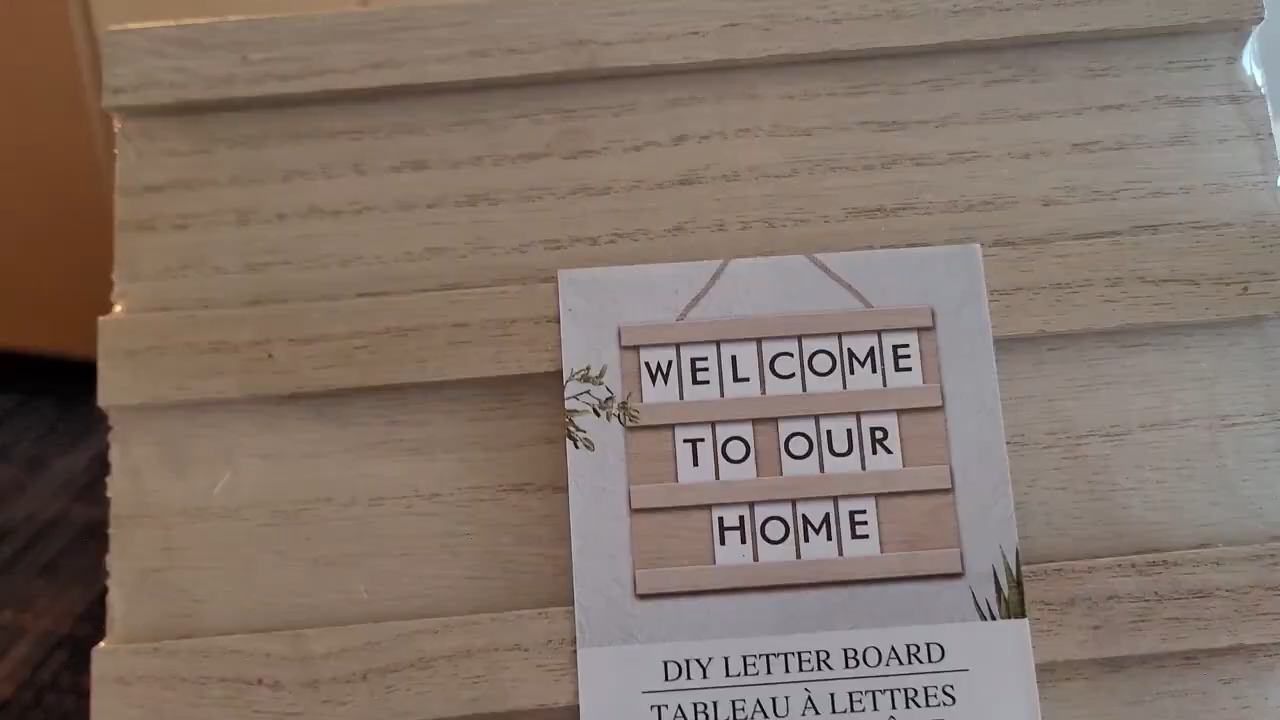 WELCOME
TO OUR
HOME
DIY LETTER BOARD
TABLEAU À LETTRES